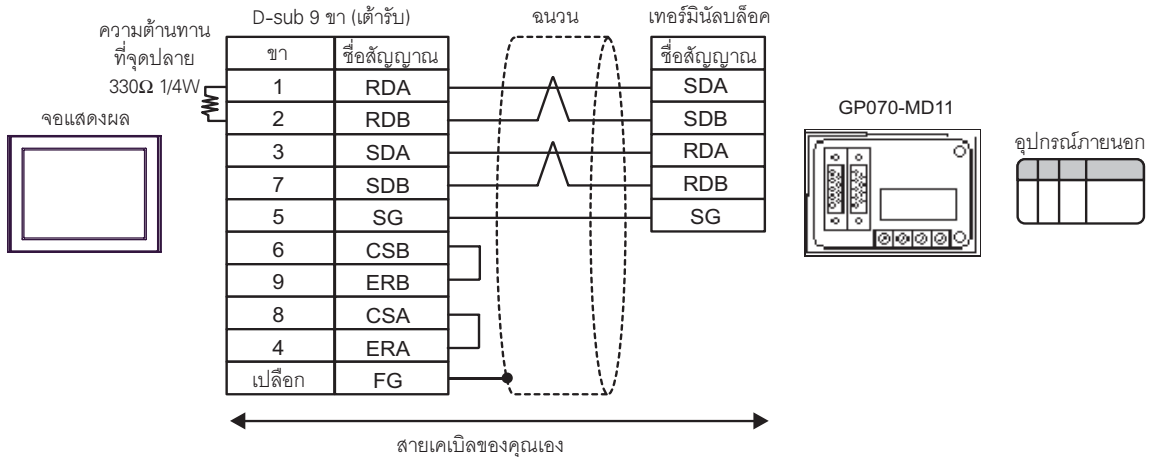 ความต้านทาน
ที่จุดปลาย
330Ω 1/4W
D-sub 9 ขา (เต้ารับ)
ฉนวน
เทอร์มินัลบล็อค
ขา ชื่อสัญญาณ
ชื่อสัญญาณ
1 RDA SDA
2 RDB SDB
3 SDA RDA
7 SDB RDB
5 SG SG
6 CSB
9 ERB
8 CSA
4 ERA
เปลือก FG
จอแสดงผล
GP070-MD11
อุปกรณ์ภายนอก
สายเคเบิลของคุณเอง